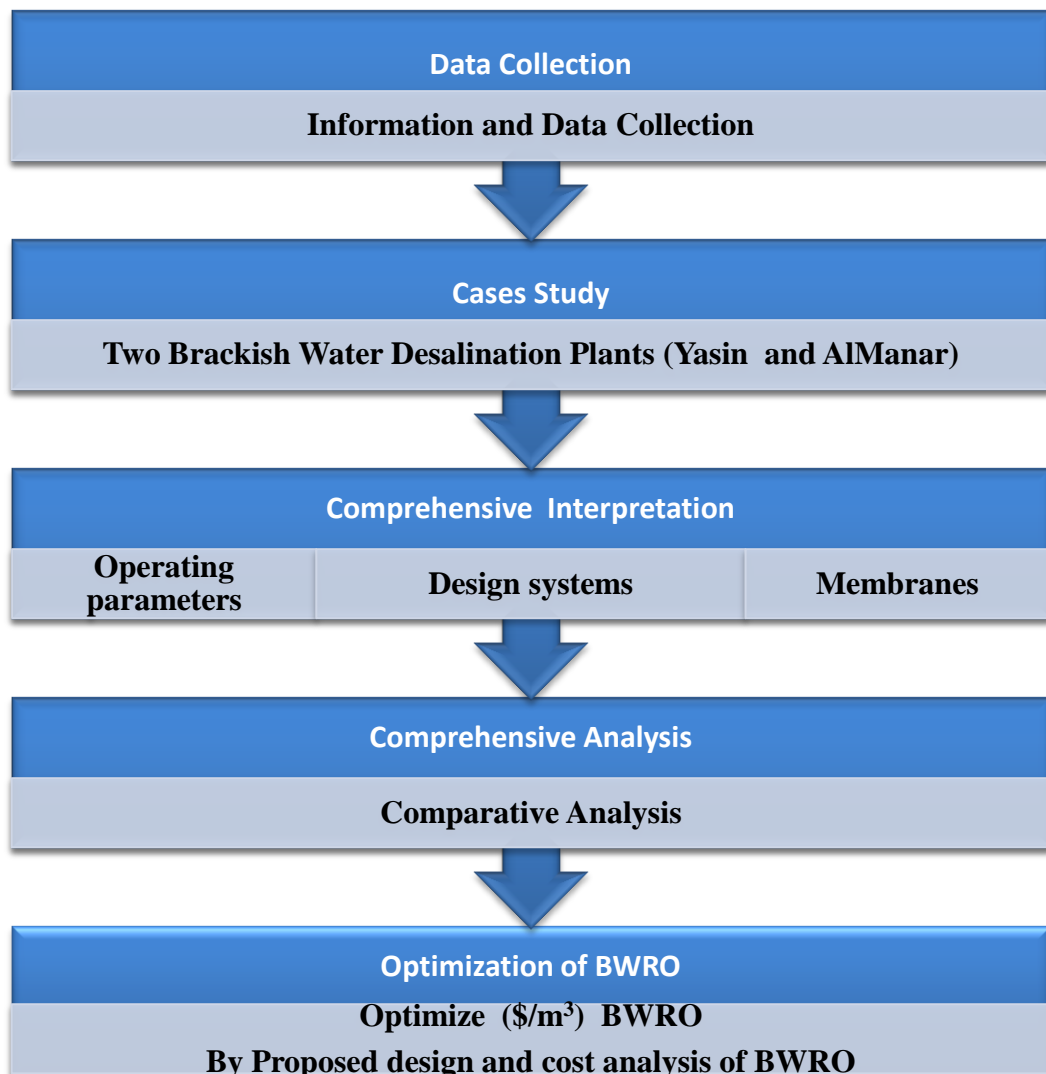 Data Collection
Information and Data Collection
Cases Study
Two Brackish Water Desalination Plants (Yasin and AlManar)
Comprehensive Interpretation
Operating
parameters
Design systems
Membranes
Comprehensive Analysis
Comparative Analysis
Optimization of BWRO
Optimize ($/m³) BWRO
By Proposed design and cost analysis of BWRO